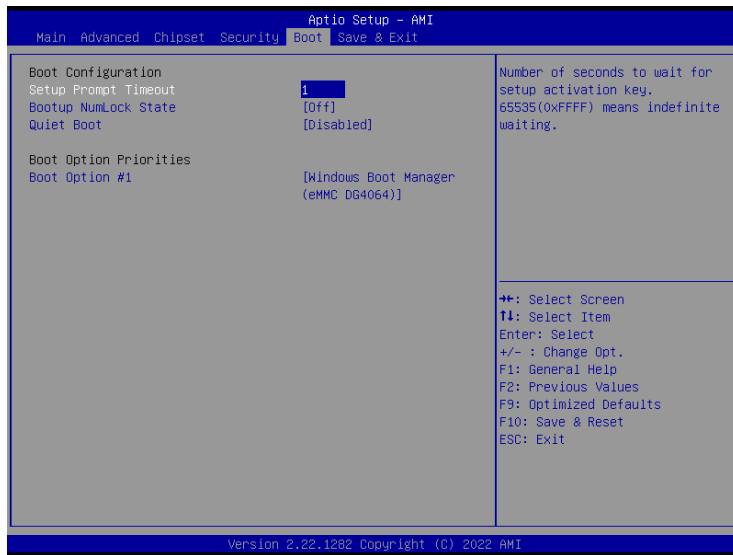 Aptio Setup – AMI
Main Advanced Chipset Security Boot Save & Exit
Boot Configuration
Setup Prompt Timeout 1
Bootup NumLock State [Off]
Quiet Boot [Disabled]
Boot Option Priorities
Boot Option #1 [Windows Boot Manager
(eMMC DG4064)]
Number of seconds to wait for
setup activation key.
65535(0xFFFF) means indefinite
waiting.
→←: Select Screen
↑↓: Select Item
Enter: Select
+/- : Change Opt.
F1: General Help
F2: Previous Values
F9: Optimized Defaults
F10: Save & Reset
ESC: Exit
Version 2.22.1282 Copyright (C) 2022 AMI